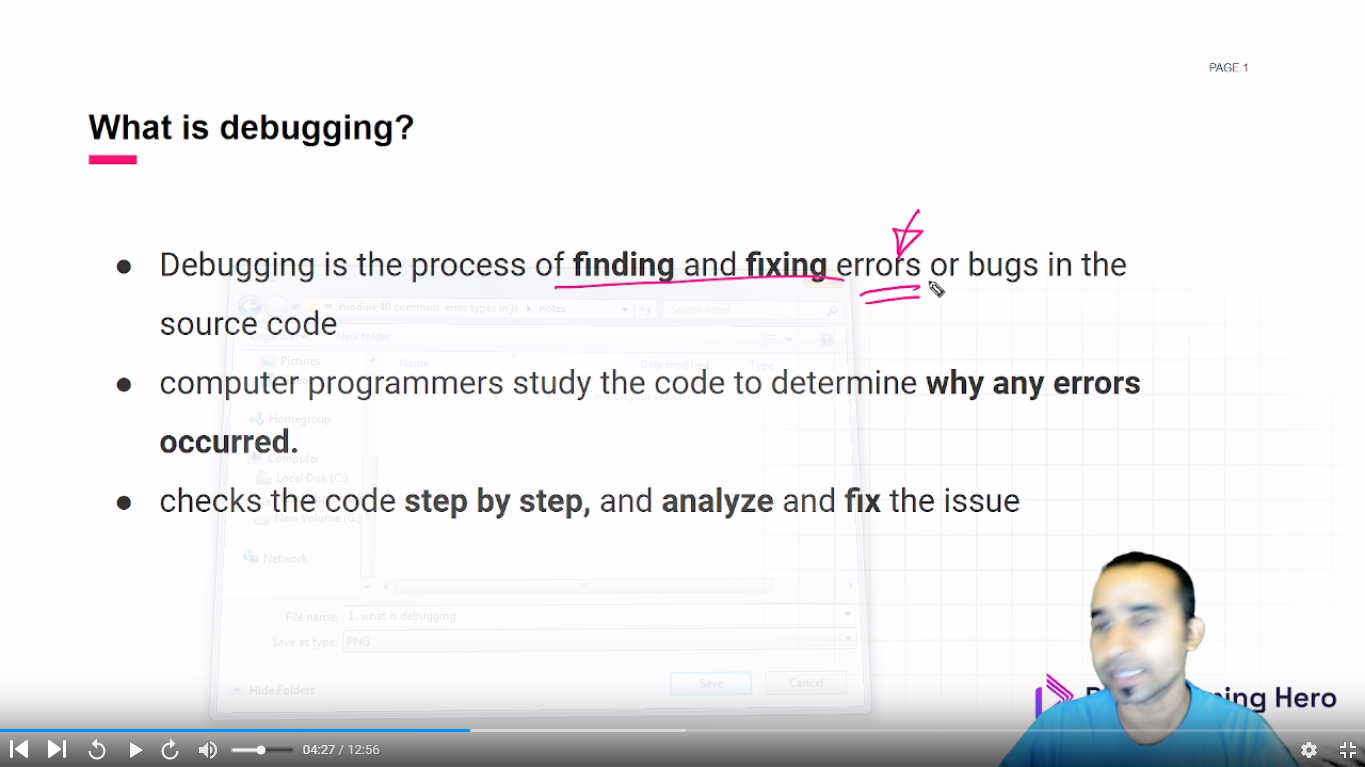 PAGE 1
What is debugging?
● Debugging is the process of finding and fixing errors or bugs in the
source code
● computer programmers study the code to determine why any errors
occurred.
● checks the code step by step, and analyze and fix the issue
« module 40 common error types in js ▸ notes
Search notes
Organize
New folder
Pictures
Name
Date modified
Type
Homegroup
Computer
Local Disk (C:)
New Volume (G:)
Network
File name: 1. what is debugging
Save as type: PNG
Hide Folders
Save
Cancel
ing Hero
04:27 / 12:56